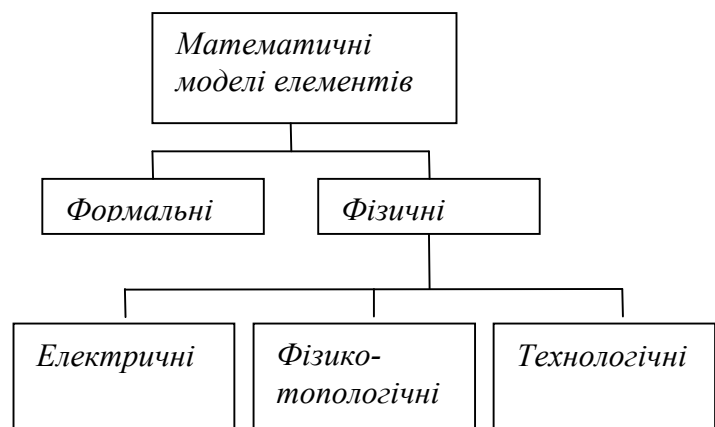 Математичні
моделі елементів
Формальні
Фізичні
Електричні
Фізико-
топологічні
Технологічні